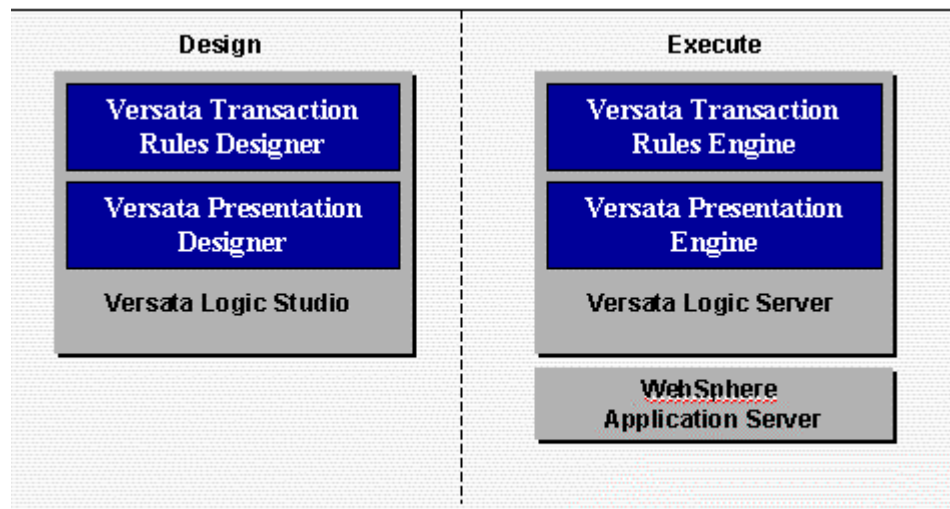 Design
Versata Transaction
Rules Designer
Versata Presentation
Designer
Versata Logic Studio
Execute
Versata Transaction
Rules Engine
Versata Presentation
Engine
Versata Logic Server
WebSphere
Application Server